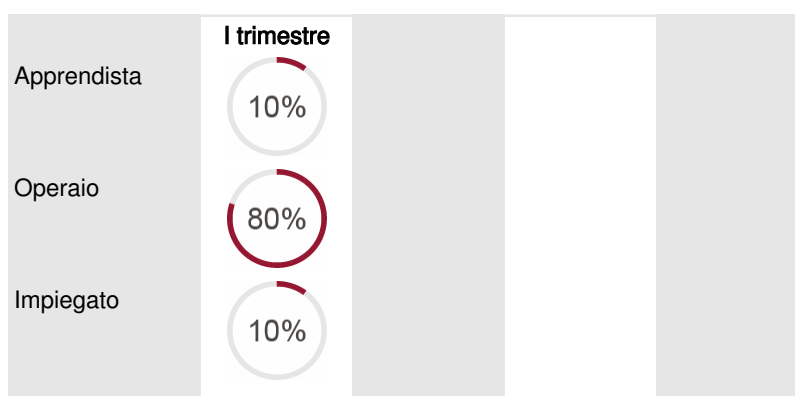 I trimestre
Apprendista
10%
Operaio
80%
Impiegato
10%